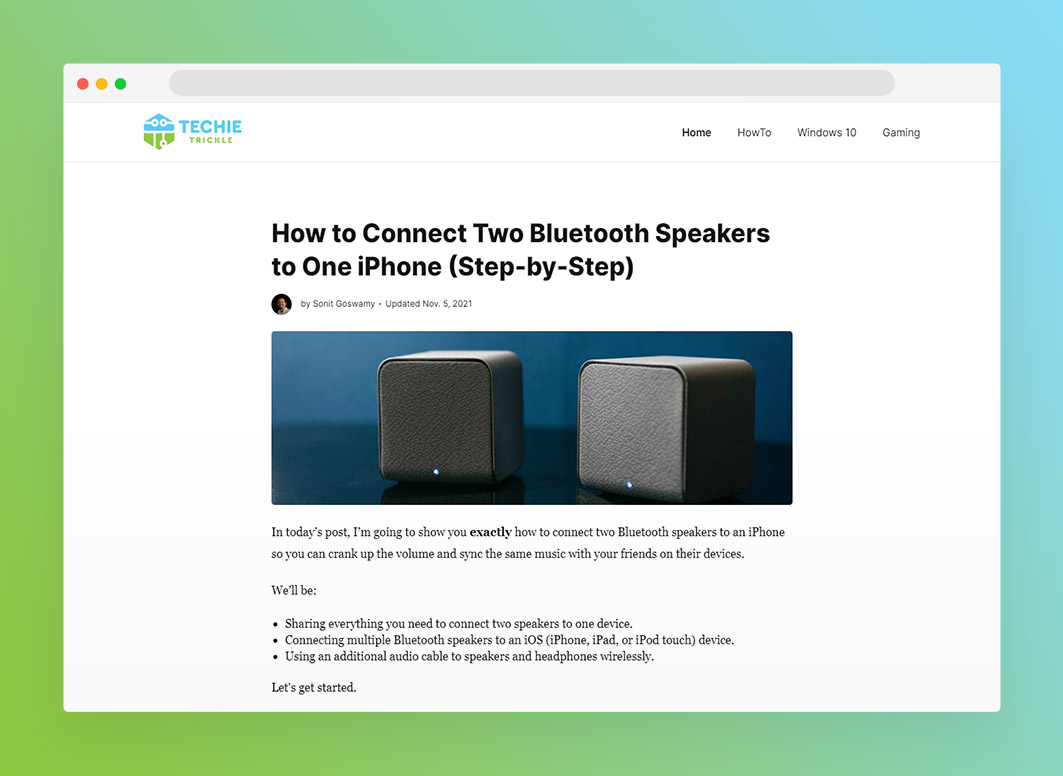 TECHIE
TRICKLE
Home HowTo Windows 10 Gaming
How to Connect Two Bluetooth Speakers
to One iPhone (Step-by-Step)
by Sonit Goswamy • Updated Nov. 5, 2021
In today’s post, I’m going to show you exactly how to connect two Bluetooth speakers to an iPhone
so you can crank up the volume and sync the same music with your friends on their devices.
We’ll be:
• Sharing everything you need to connect two speakers to one device.
• Connecting multiple Bluetooth speakers to an iOS (iPhone, iPad, or iPod touch) device.
• Using an additional audio cable to speakers and headphones wirelessly.
Let's get started.